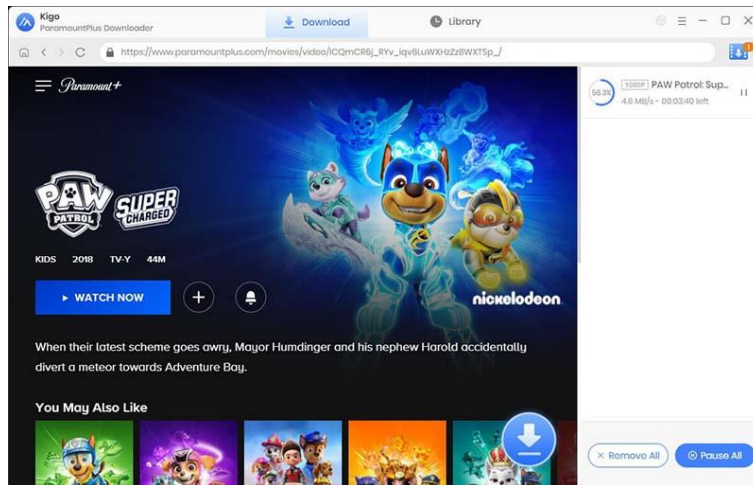 Kigo
ParamountPlus Downloader
Download
Library
https://www.paramountplus.com/movies/video/lCQmCR6j_RYv_iqv6LuWXHzZz8WXTSp_/
1
Paramount+
PAW
PATROL
SUPER
CHARGED
KIDS 2018 TV-Y 44M
WATCH NOW
nickelodeon
When their latest scheme goes awry, Mayor Humdinger and his nephew Harold accidentally
divert a meteor towards Adventure Bay.
You May Also Like
56.3%
1080P PAW Patrol: Sup...
4.6 MB/s - 00:03:40 left
Remove All
Pause All